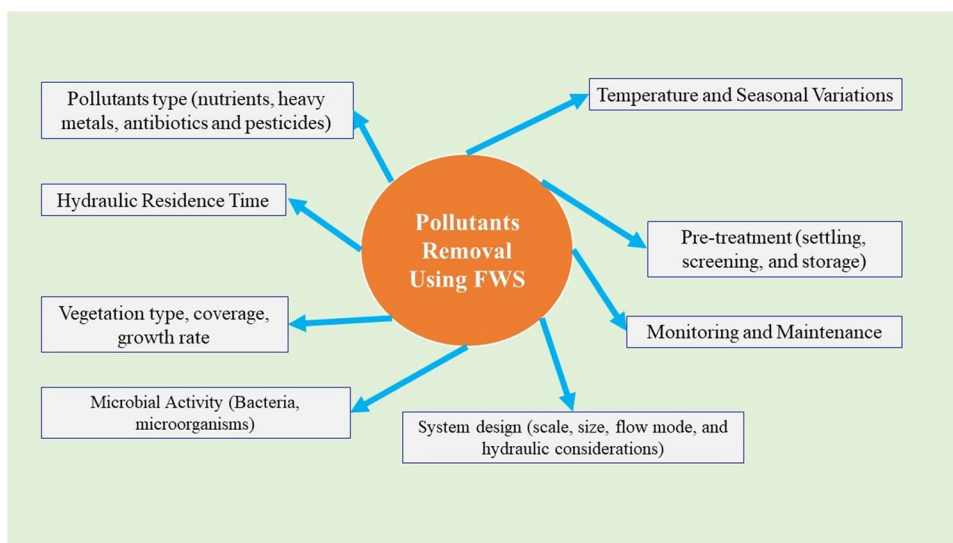 Pollutants type (nutrients, heavy
metals, antibiotics and pesticides)
Temperature and Seasonal Variations
Hydraulic Residence Time
Pollutants
Removal
Using FWS
Pre-treatment (settling,
screening, and storage)
Vegetation type, coverage,
growth rate
Monitoring and Maintenance
Microbial Activity (Bacteria,
microorganisms)
System design (scale, size, flow mode, and
hydraulic considerations)